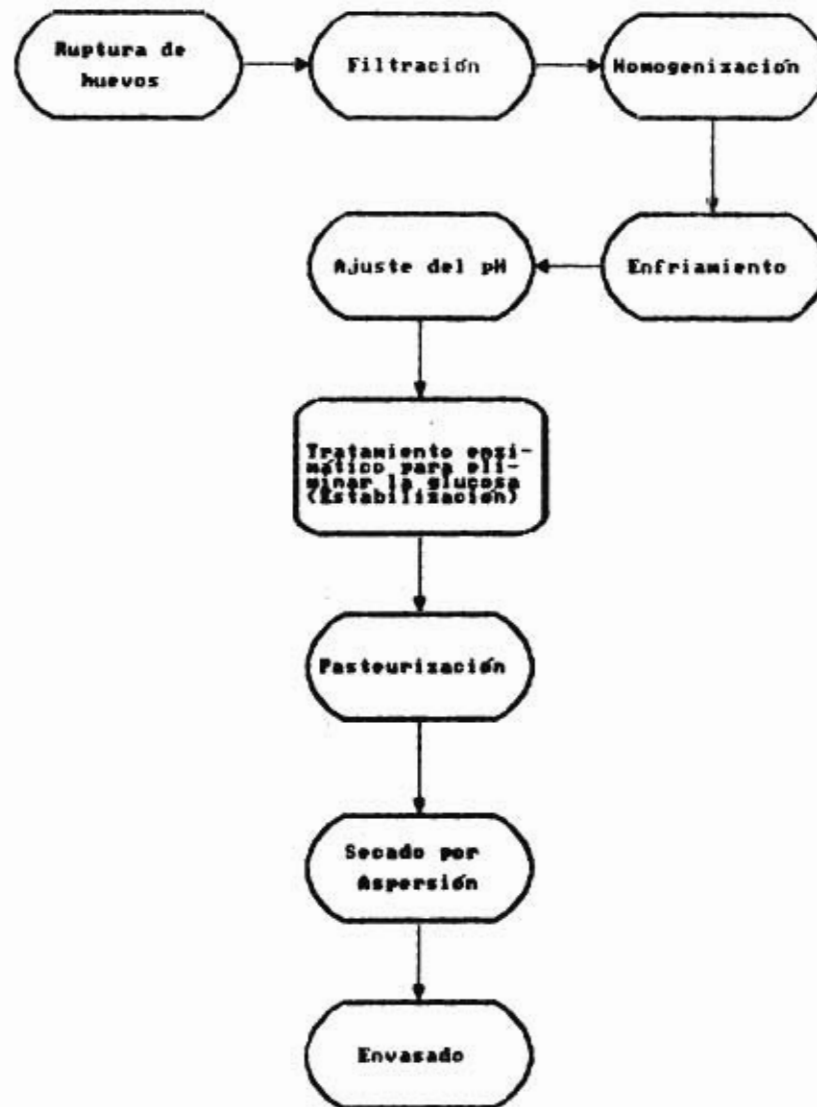 Ruptura de
huevos
Filtración
Homogenización
Enfriamiento
Ajuste del pH
Tratamiento enzi-
mático para eli-
minar la glucosa
(Estabilización)
Pasteurización
Secado por
Aspersión
Envasado